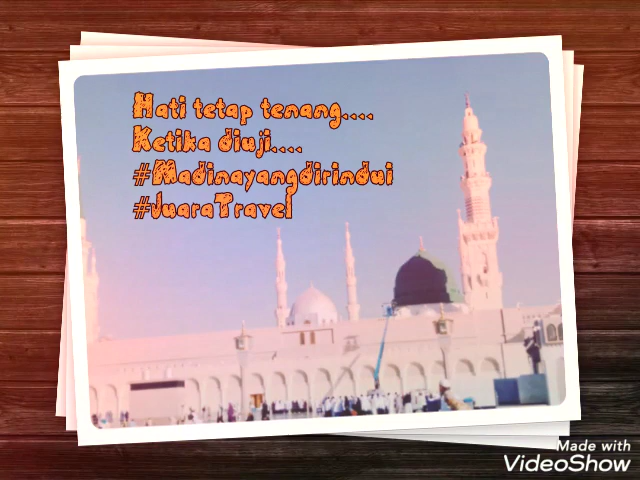 Hati tetap tenang....
Ketika diuji....
#Madinayangdirindui
#JuaraTravel
Made with
VideoShow